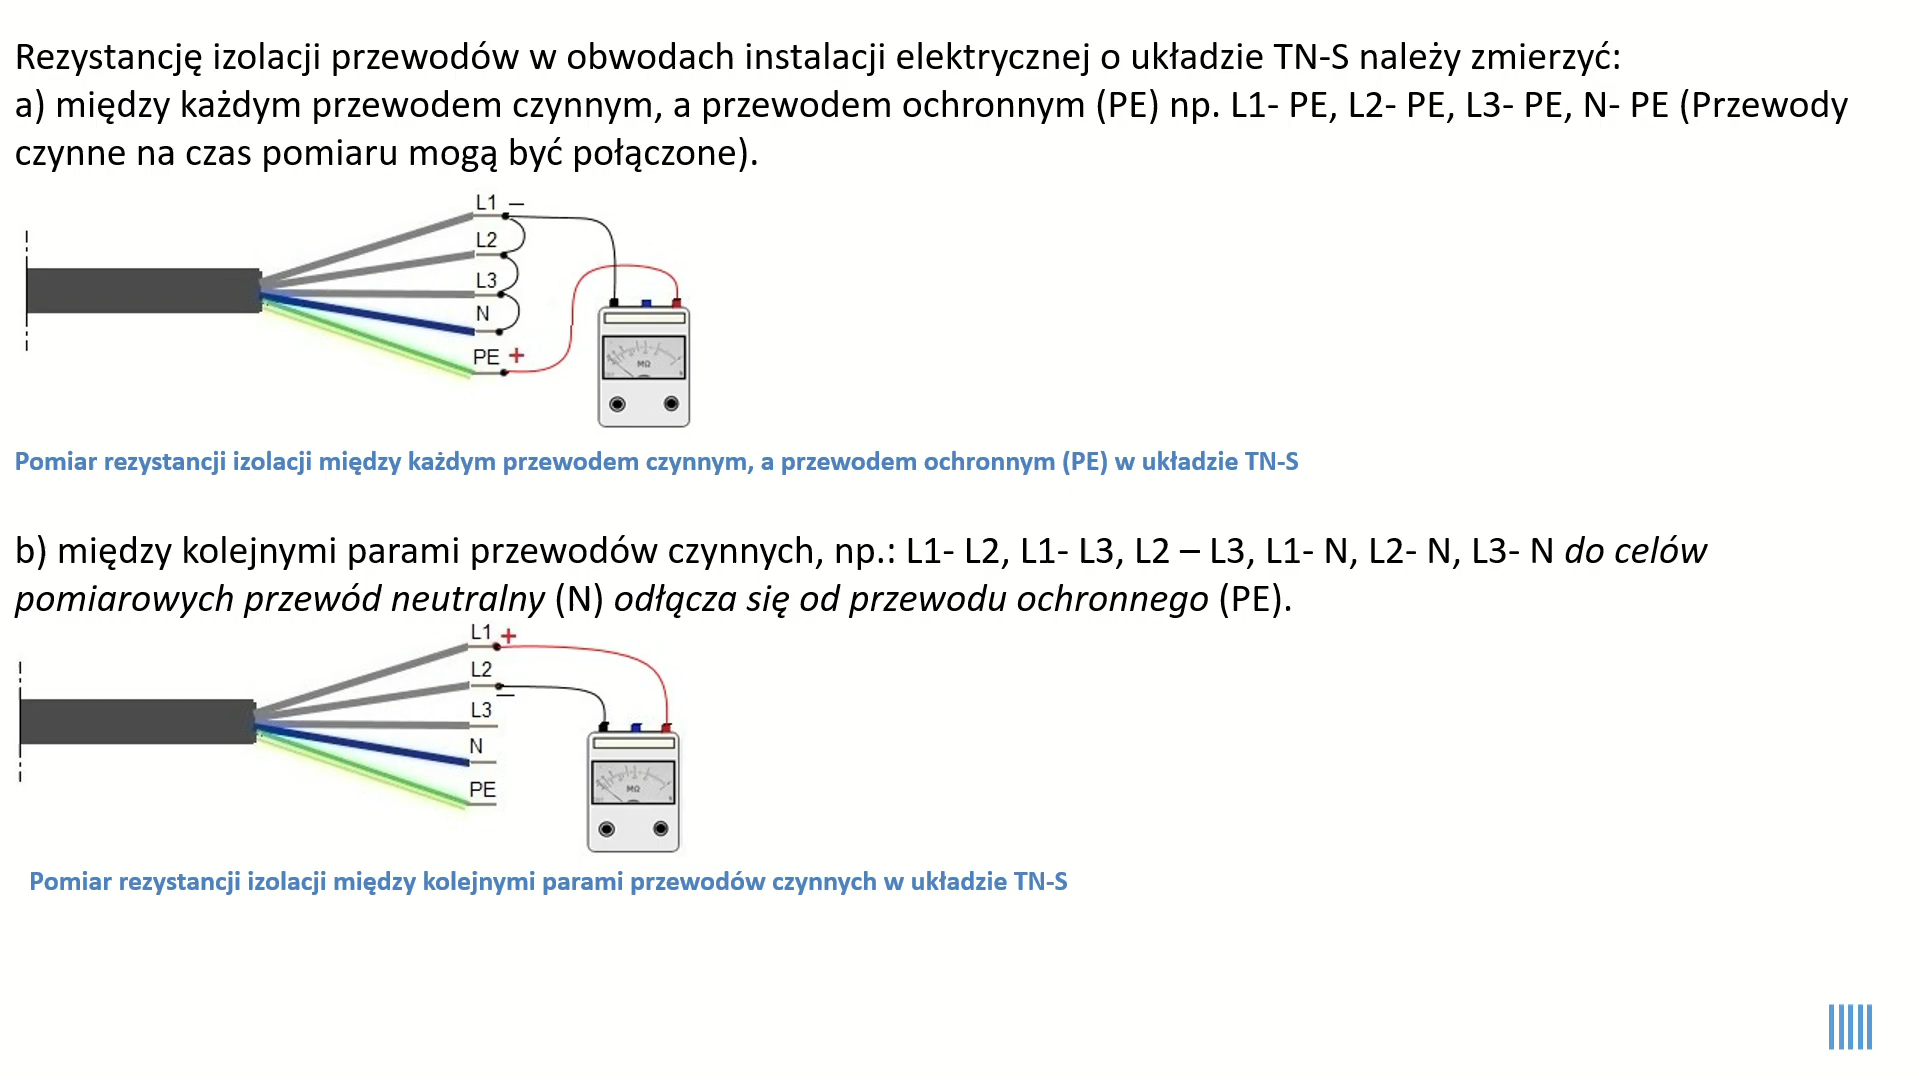 Rezystancję izolacji przewodów w obwodach instalacji elektrycznej o układzie TN-S należy zmierzyć:
a) między każdym przewodem czynnym, a przewodem ochronnym (PE) np. L1- PE, L2- PE, L3- PE, N- PE (Przewody
czynne na czas pomiaru mogą być połączone).
L1 –
L2
L3
N
PE +
MΩ
Pomiar rezystancji izolacji między każdym przewodem czynnym, a przewodem ochronnym (PE) w układzie TN-S
b) między kolejnymi parami przewodów czynnych, np.: L1- L2, L1- L3, L2 – L3, L1- N, L2- N, L3- N do celów
pomiarowych przewód neutralny (N) odłącza się od przewodu ochronnego (PE).
L1 +
L2
–
L3
N
PE
MΩ
Pomiar rezystancji izolacji między kolejnymi parami przewodów czynnych w układzie TN-S